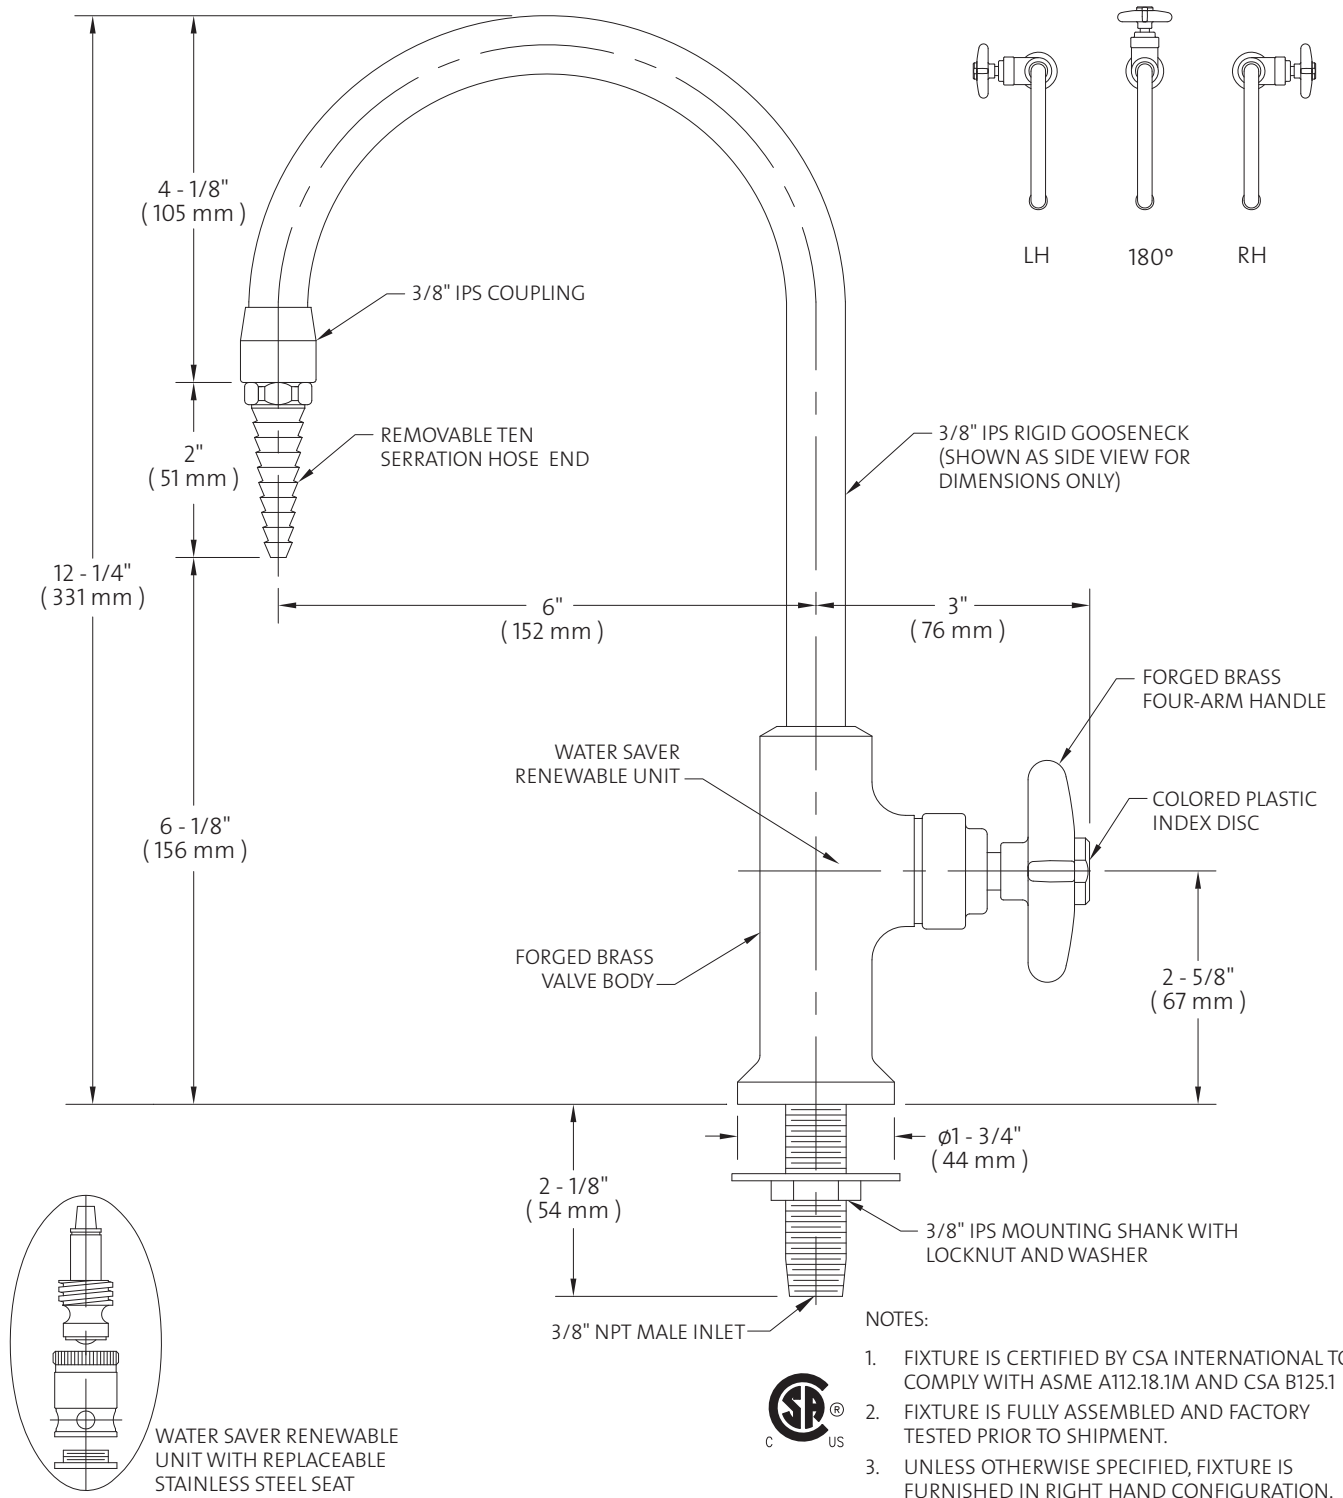 LH
180º
RH
4 - 1/8"
( 105 mm )
3/8" IPS COUPLING
2"
( 51 mm )
REMOVABLE TEN
SERRATION HOSE  END
3/8" IPS RIGID GOOSENECK
(SHOWN AS SIDE VIEW FOR
DIMENSIONS ONLY)
12 - 1/4"
( 331 mm )
6"
( 152 mm )
3"
( 76 mm )
FORGED BRASS
FOUR-ARM HANDLE
WATER SAVER
RENEWABLE UNIT
COLORED PLASTIC
INDEX DISC
6 - 1/8"
( 156 mm )
FORGED BRASS
VALVE BODY
2 - 5/8"
( 67 mm )
ø1 - 3/4"
( 44 mm )
2 - 1/8"
( 54 mm )
3/8" IPS MOUNTING SHANK WITH
LOCKNUT AND WASHER
3/8" NPT MALE INLET
WATER SAVER RENEWABLE
UNIT WITH REPLACEABLE
STAINLESS STEEL SEAT
CSA ®
C US
NOTES:
1. FIXTURE IS CERTIFIED BY CSA INTERNATIONAL TO
COMPLY WITH ASME A112.18.1M AND CSA B125.1
2. FIXTURE IS FULLY ASSEMBLED AND FACTORY
TESTED PRIOR TO SHIPMENT.
3. UNLESS OTHERWISE SPECIFIED, FIXTURE IS
FURNISHED IN RIGHT HAND CONFIGURATION.